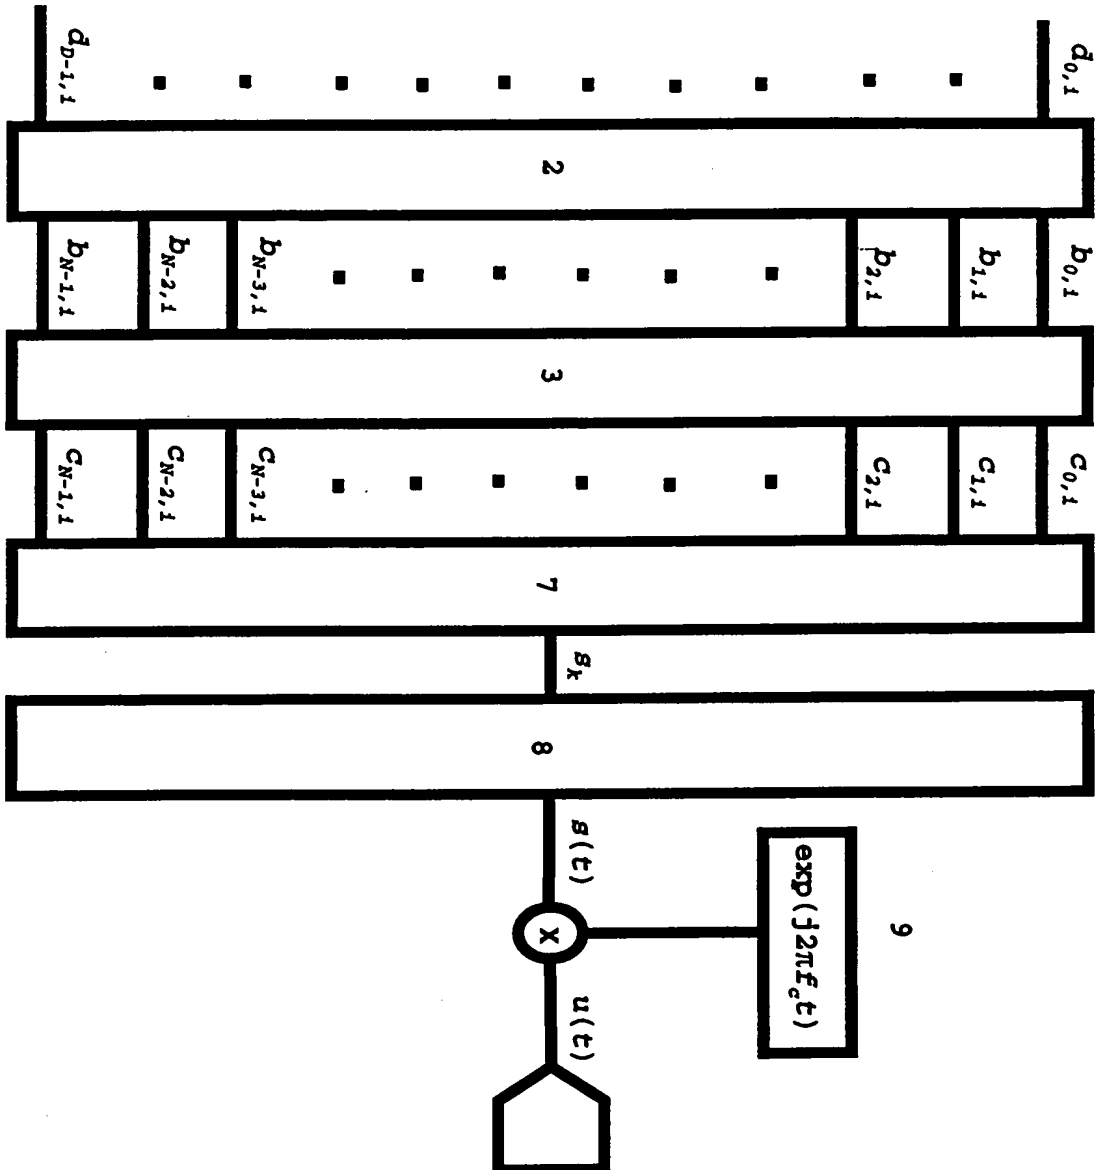 d_{0,1}
d_{D-1,1}
2
b_{0,1}
b_{1,1}
b_{2,1}
b_{N-3,1}
b_{N-2,1}
b_{N-1,1}
3
c_{0,1}
c_{1,1}
c_{2,1}
c_{N-3,1}
c_{N-2,1}
c_{N-1,1}
7
s_k
8
s(t)
x
u(t)
exp(j2πf_ct)
9